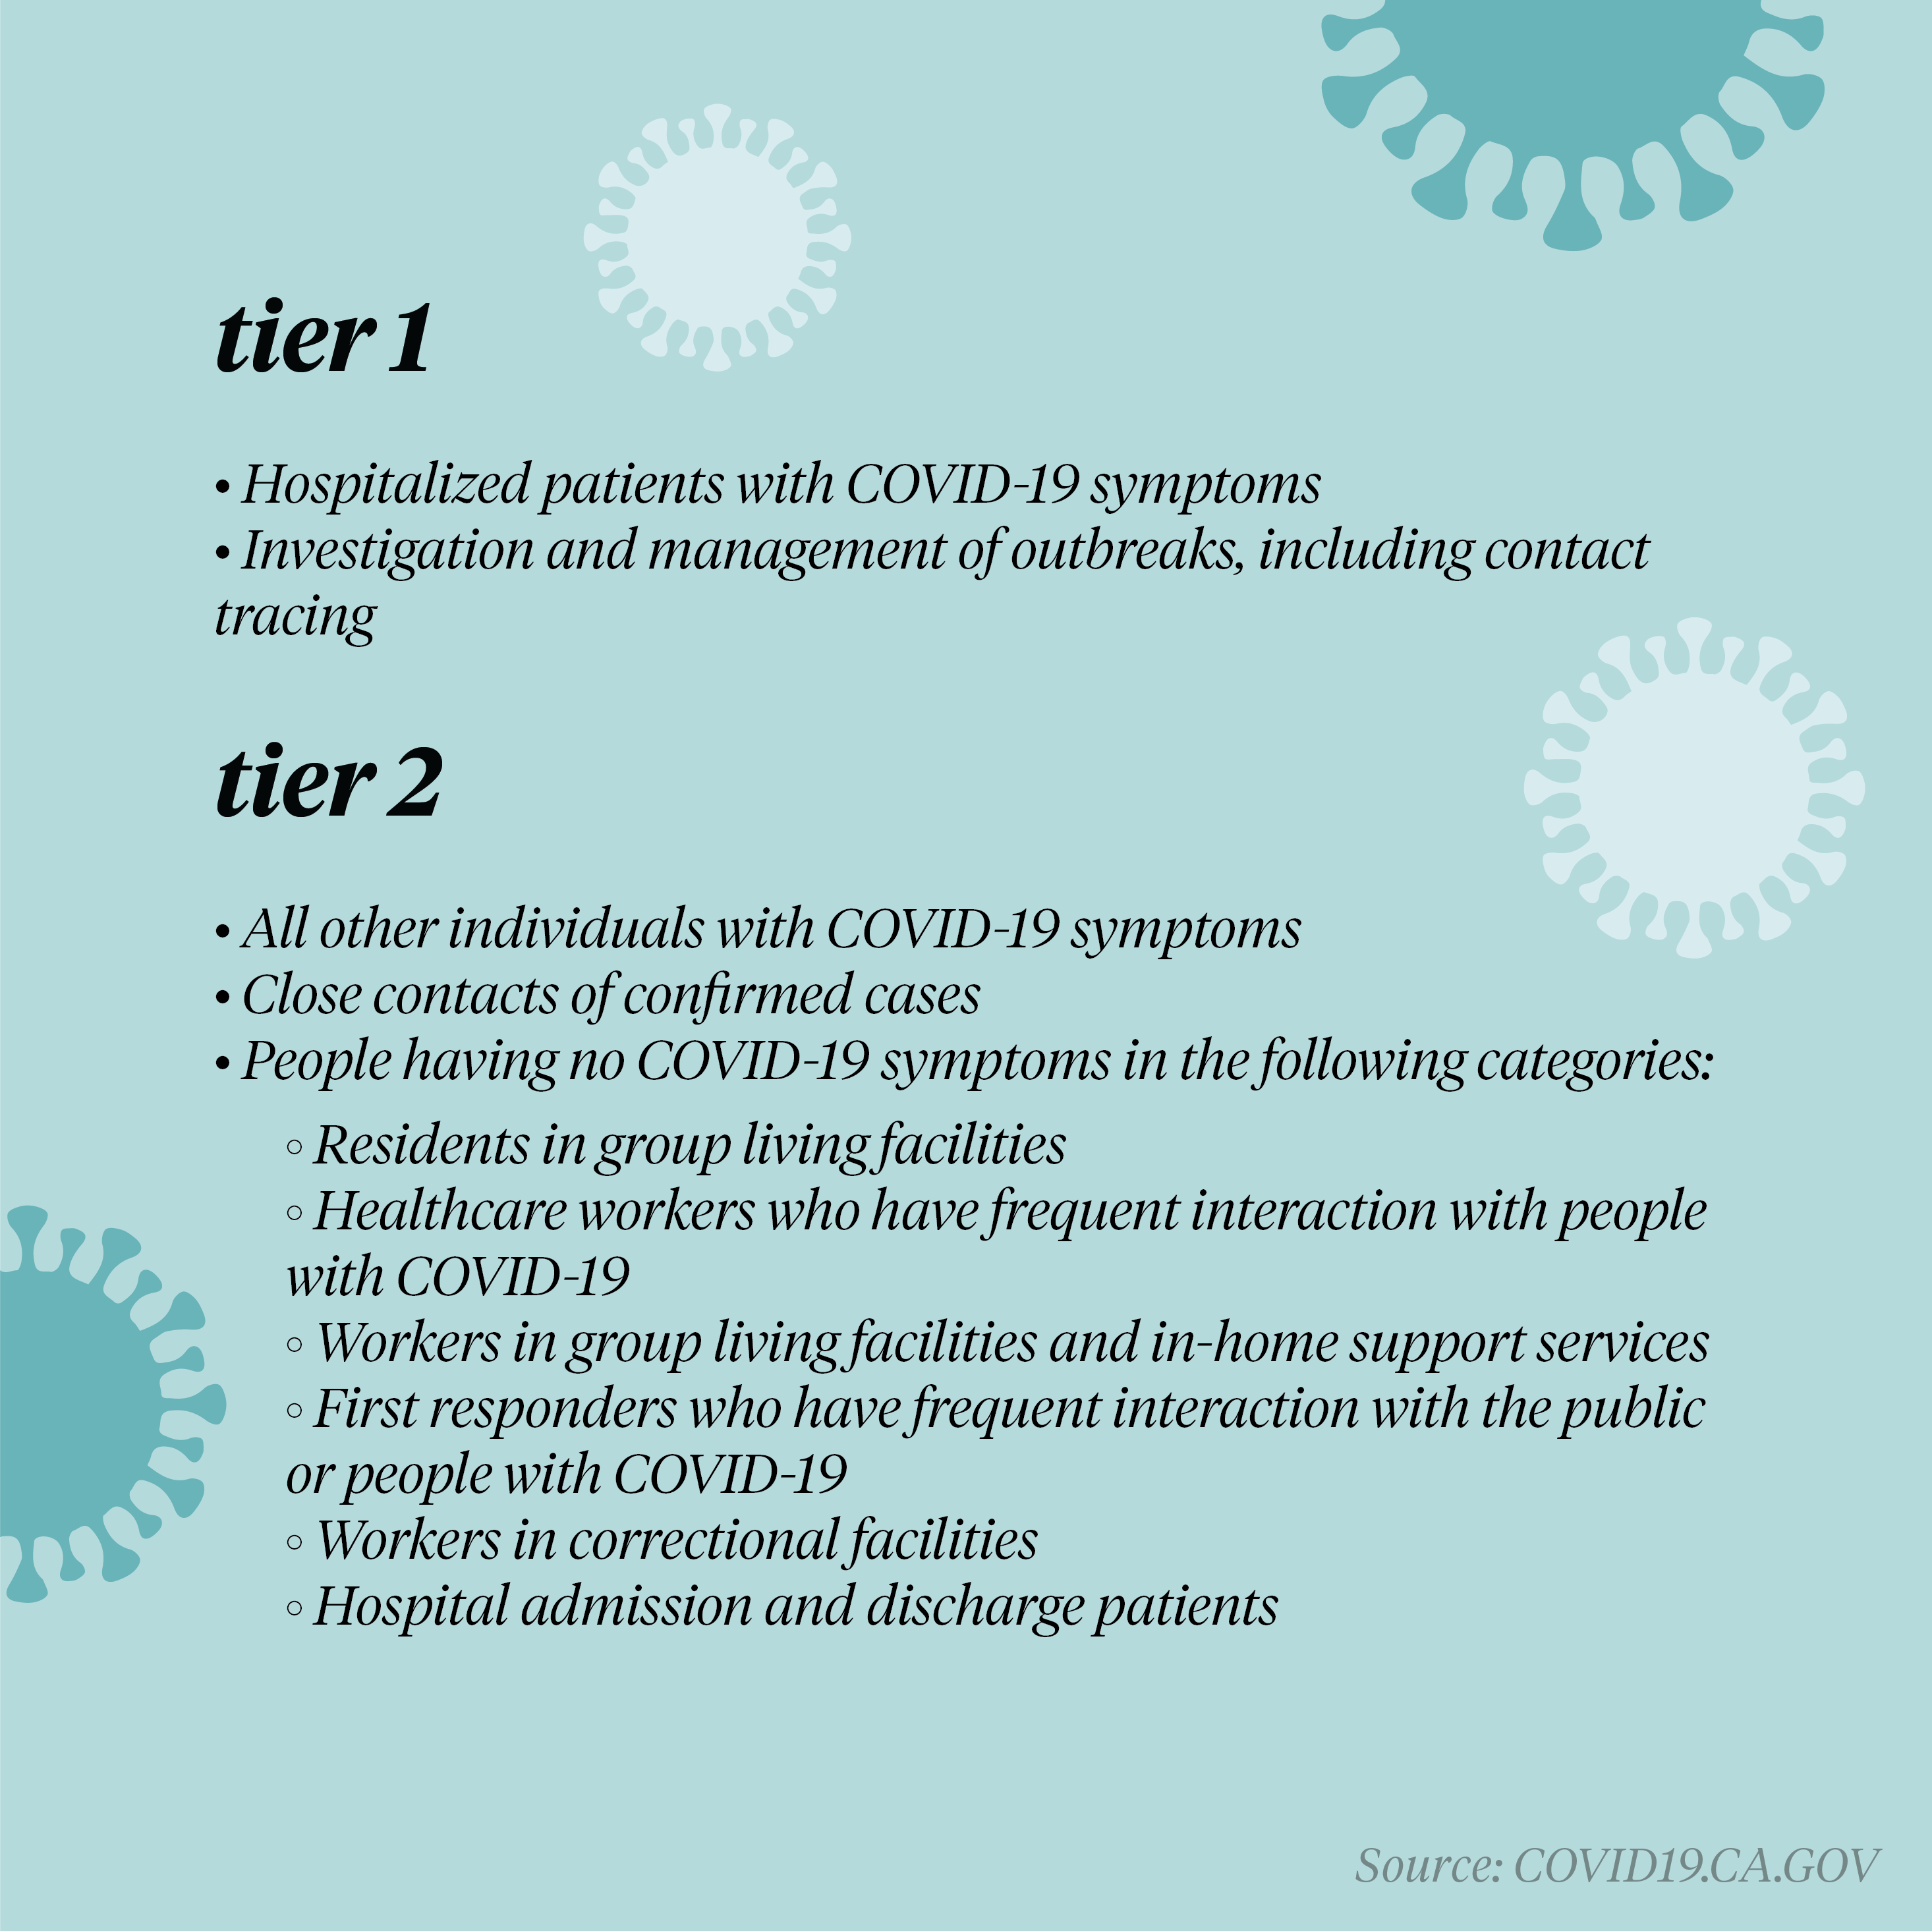 tier 1
• Hospitalized patients with COVID-19 symptoms
• Investigation and management of outbreaks, including contact
tracing
tier 2
• All other individuals with COVID-19 symptoms
• Close contacts of confirmed cases
• People having no COVID-19 symptoms in the following categories:
◦ Residents in group living facilities
◦ Healthcare workers who have frequent interaction with people
with COVID-19
◦ Workers in group living facilities and in-home support services
◦ First responders who have frequent interaction with the public
or people with COVID-19
◦ Workers in correctional facilities
◦ Hospital admission and discharge patients
Source: COVID19.CA.GOV